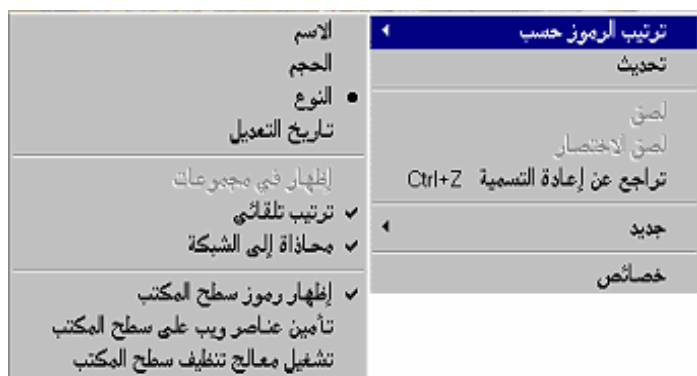 ترتيب الرموز حسب
تحديث
لصق
لصق الاختصار
تراجع عن إعادة التسمية Ctrl+Z
جديد
خصائص
الاسم
الحجم
النوع
تاريخ التعديل
إظهار في مجموعات
ترتيب تلقائي
محاذاة إلى الشبكة
إظهار رموز سطح المكتب
تأمين عناصر ويب على سطح المكتب
تشغيل معالج تنظيف سطح المكتب